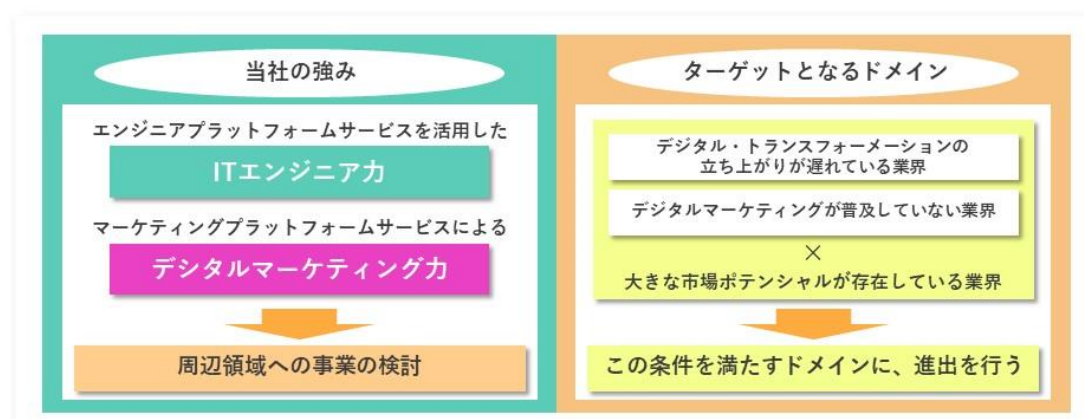 当社の強み
エンジニアプラットフォームサービスを活用した
ITエンジニア力
マーケティングプラットフォームサービスによる
デシタルマーケティング力
周辺領域への事業の検討
ターゲットとなるドメイン
デジタル・トランスフォーメーションの
立ち上がりが遅れている業界
デジタルマーケティングが普及していない業界
×
大きな市場ポテンシャルが存在している業界
この条件を満たすドメインに、進出を行う